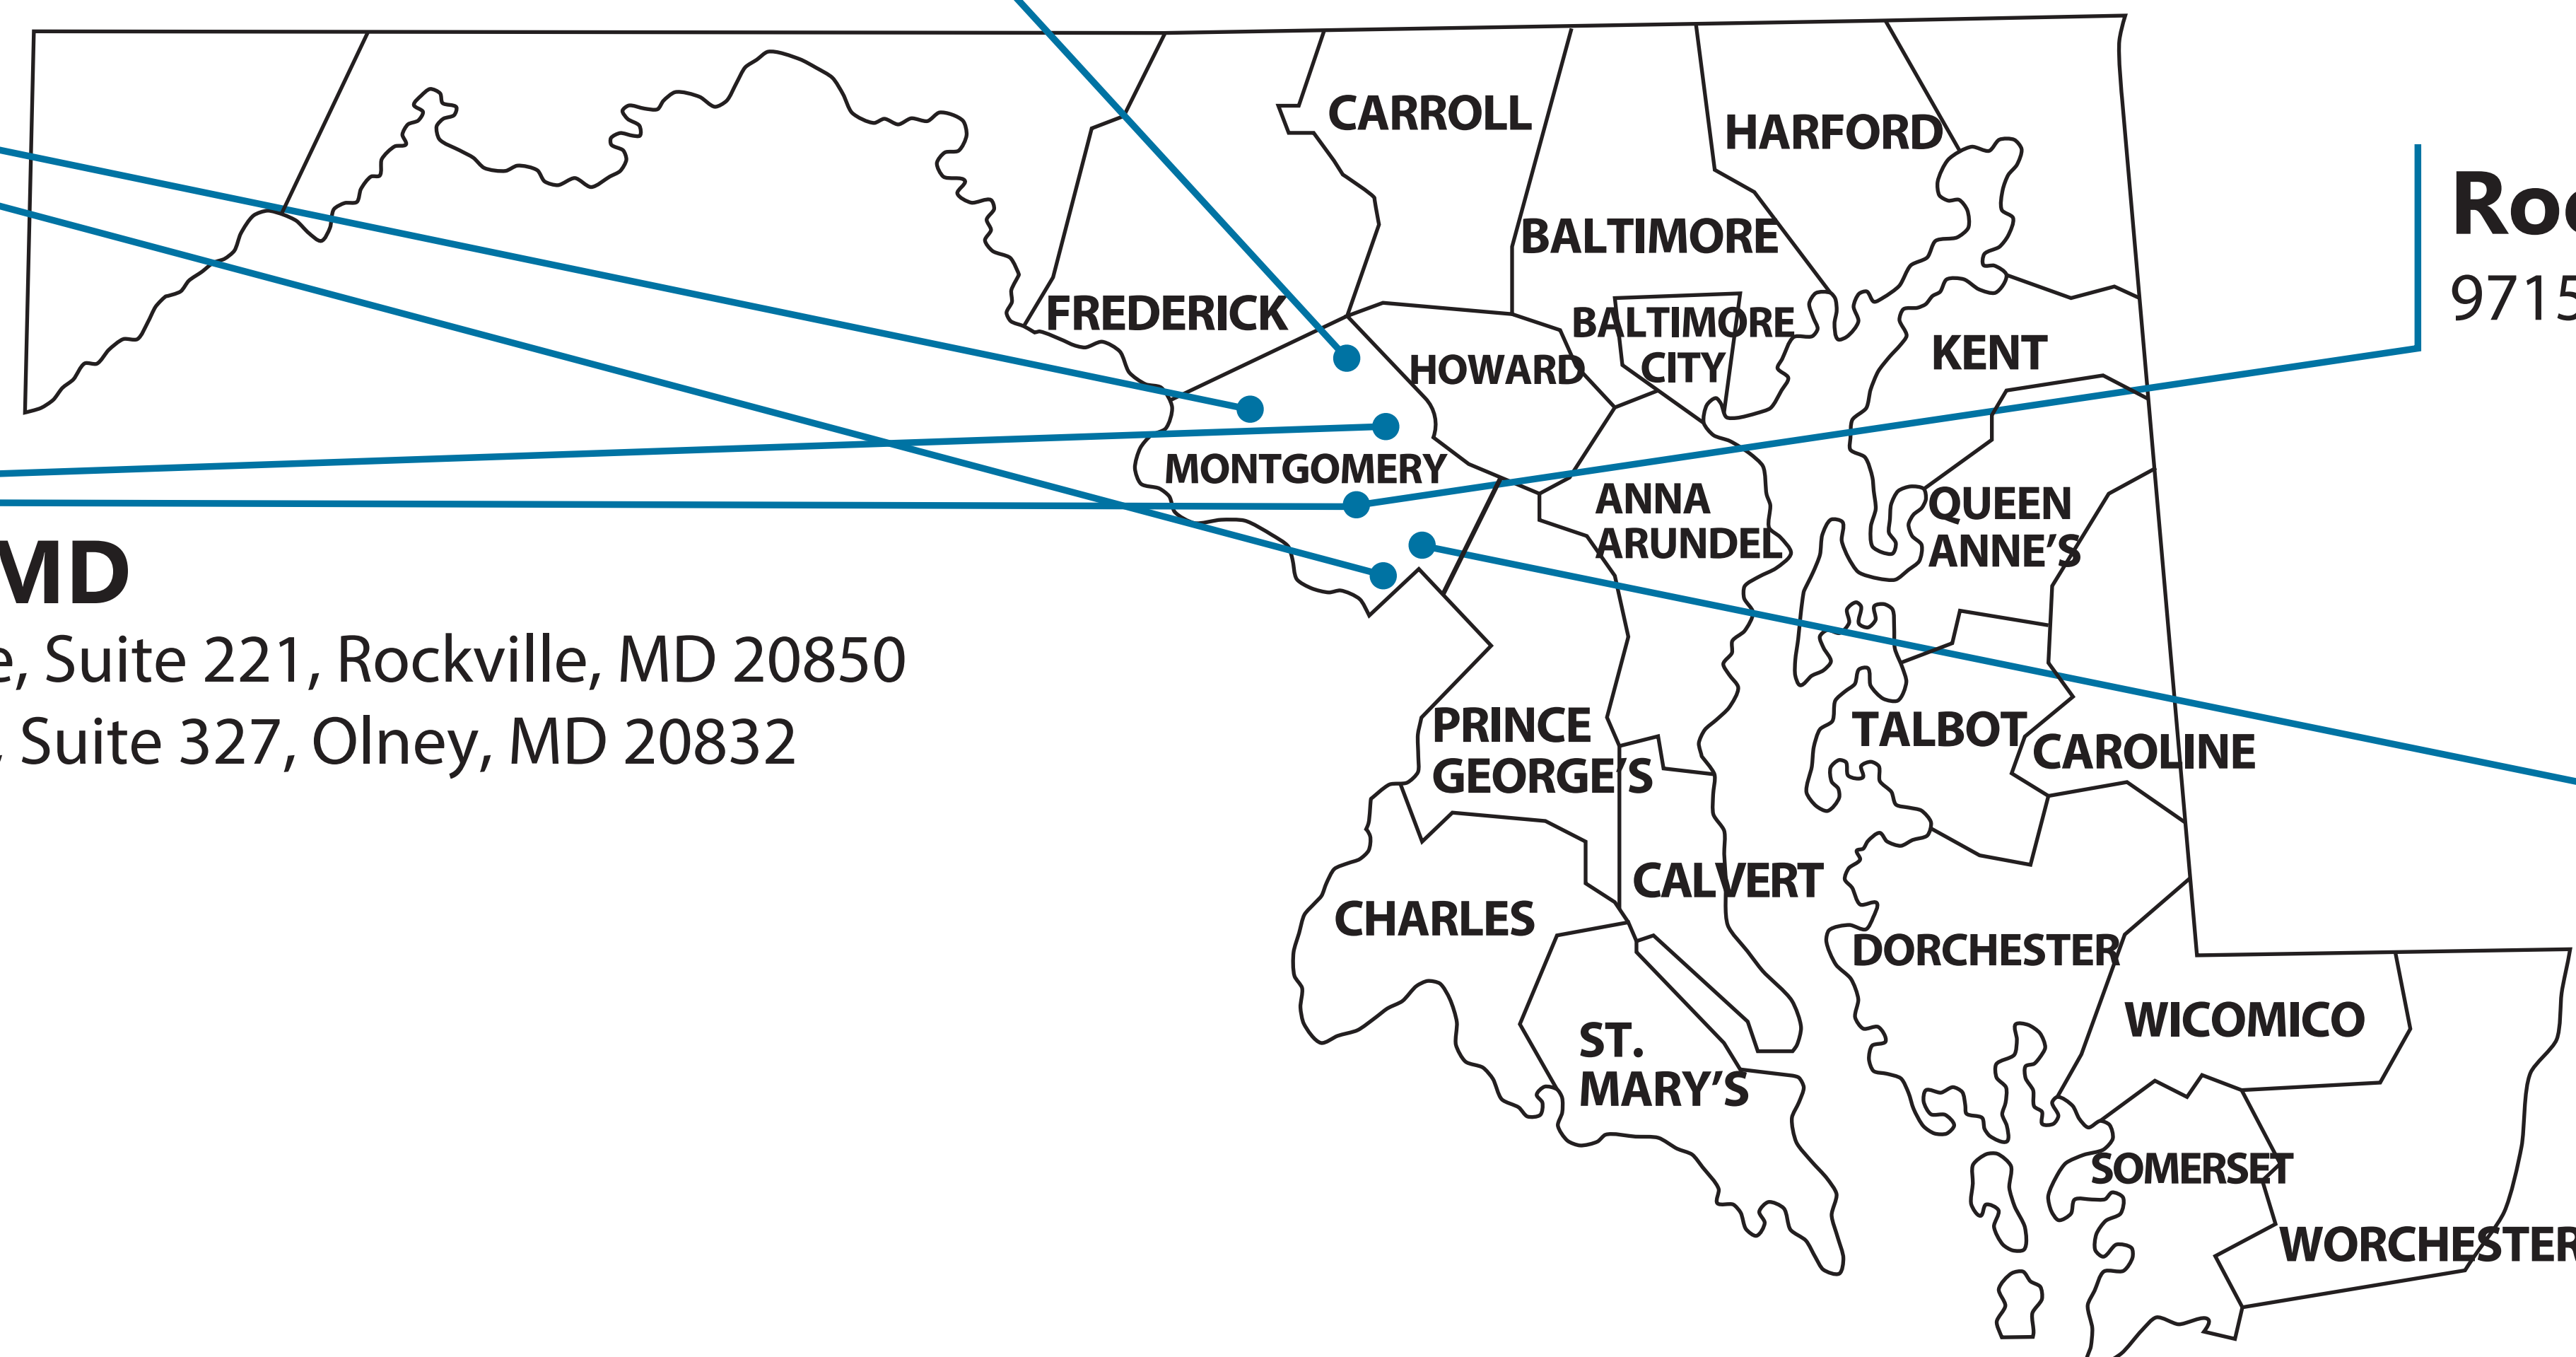 CARROLL
HARFORD
BALTIMORE
FREDERICK
BALTIMORE
CITY
HOWARD
KENT
MONTGOMERY
ANNA
ARUNDEL
QUEEN
ANNE'S
9715
MD
e, Suite 221, Rockville, MD 20850
, Suite 327, Olney, MD 20832
PRINCE
GEORGE'S
TALBOT
CAROLINE
CALVERT
CHARLES
DORCHESTER
WICOMICO
ST.
MARY'S
SOMERSET
WORCHESTER